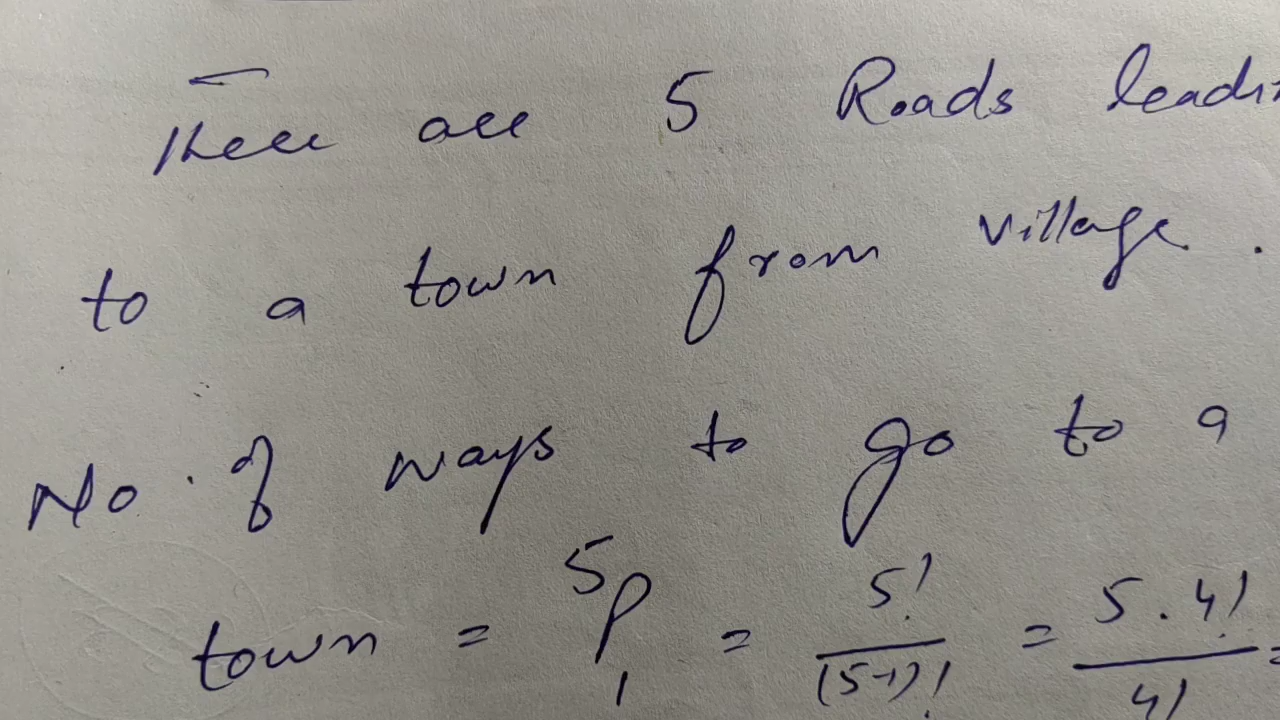 There are 5 Roads leadin
to a town from village.
No. of ways to go to a
town = ⁵P₁ = 5!/(5-1)! = 5.4!/4! =